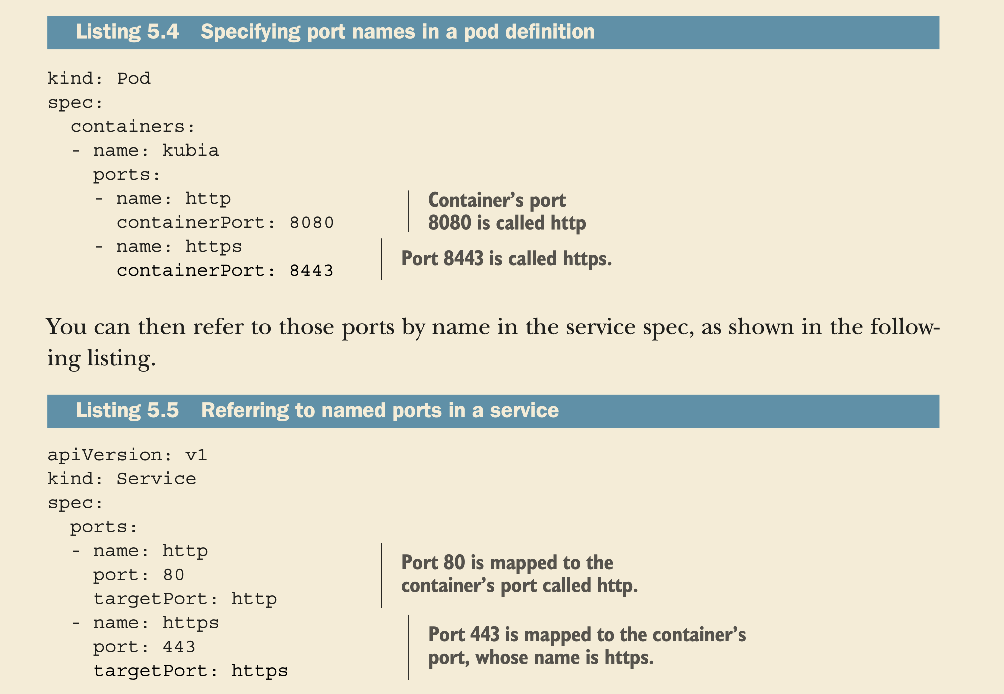 Listing 5.4 Specifying port names in a pod definition
kind: Pod
spec:
  containers:
  - name: kubia
    ports:
    - name: http
      containerPort: 8080
    - name: https
      containerPort: 8443
Container's port
8080 is called http
Port 8443 is called https.
You can then refer to those ports by name in the service spec, as shown in the follow-
ing listing.
Listing 5.5 Referring to named ports in a service
apiVersion: v1
kind: Service
spec:
  ports:
  - name: http
    port: 80
    targetPort: http
  - name: https
    port: 443
    targetPort: https
Port 80 is mapped to the
container's port called http.
Port 443 is mapped to the container's
port, whose name is https.